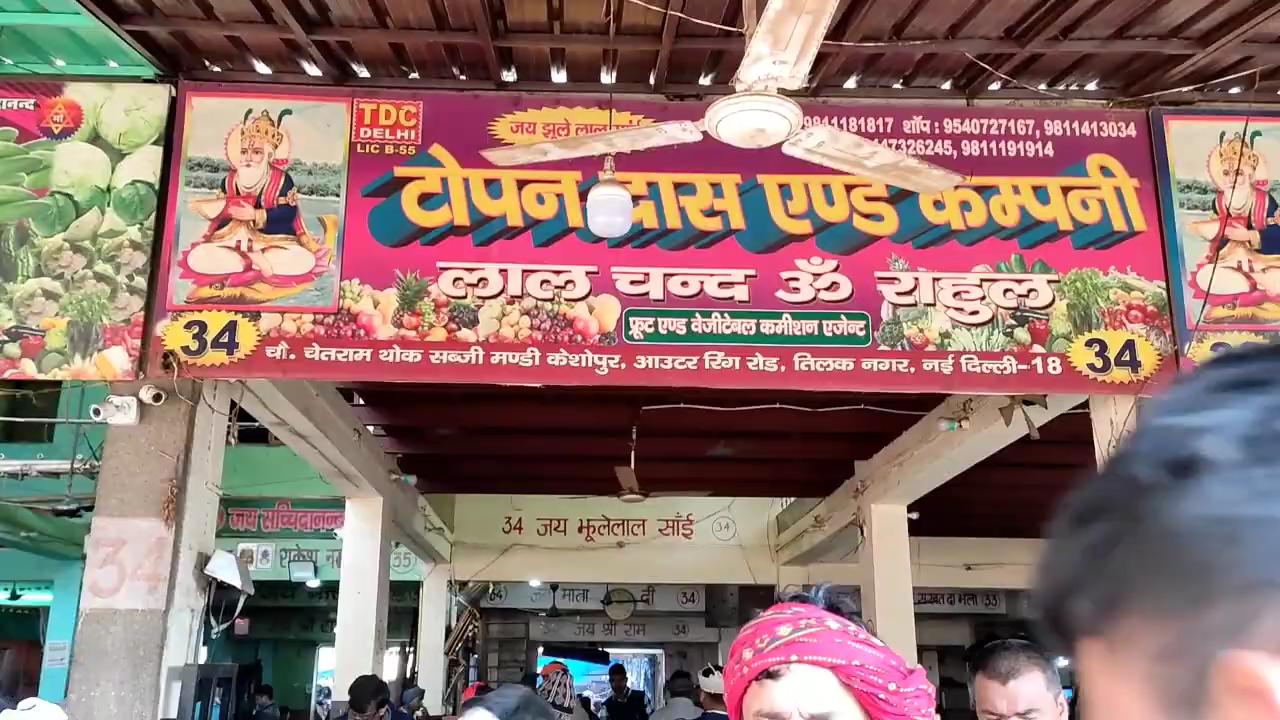 TDC
DELHI
LIC B-55
जय झूले लाल
9811181817 शॉप : 9540727167, 9811413034
9811191914
टोपन दास एण्ड कम्पनी
लाल चन्द ॐ राहुल
फ्रूट एण्ड वेजीटेबल कमीशन एजेन्ट
34
चौ. चेतराम थोक सब्जी मण्डी केशोपुर, आउटर रिंग रोड, तिलक नगर, नई दिल्ली-18
34
34 जय झूलेलाल साँई 34
34
जय सच्चिदानन्द
35
माता दी 34
जय श्री राम 34
33